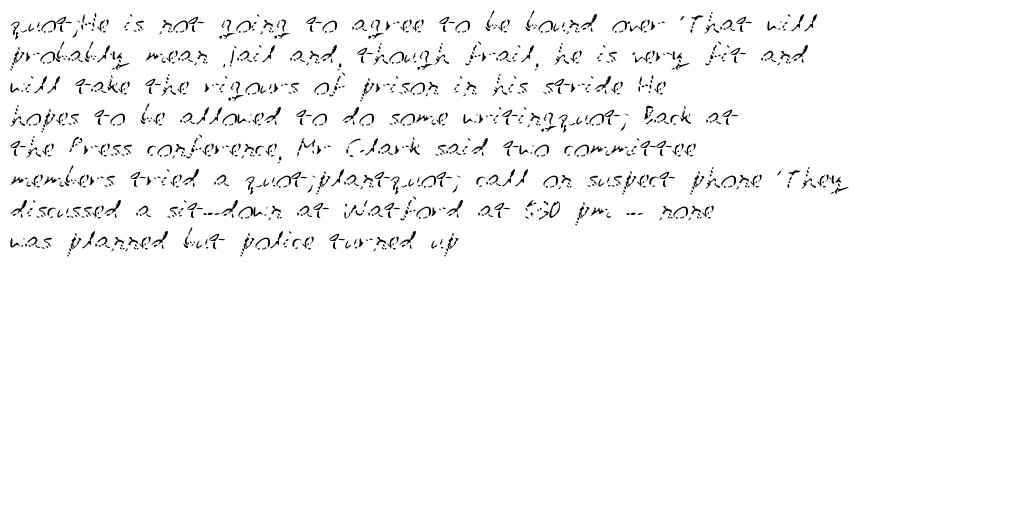 quot;He is not going to agree to be bound over 'That will
probably mean jail and, though frail, he is very fit and
will take the rigours of prison in his stride He
hopes to be allowed to do some writingquot; Back at
the Press conference, Mr Clark said two committee
members tried a quot;plantquot; call on suspect phone 'They
discussed a sit--down at Watford at 530 pm -- none
was planned but police turned up